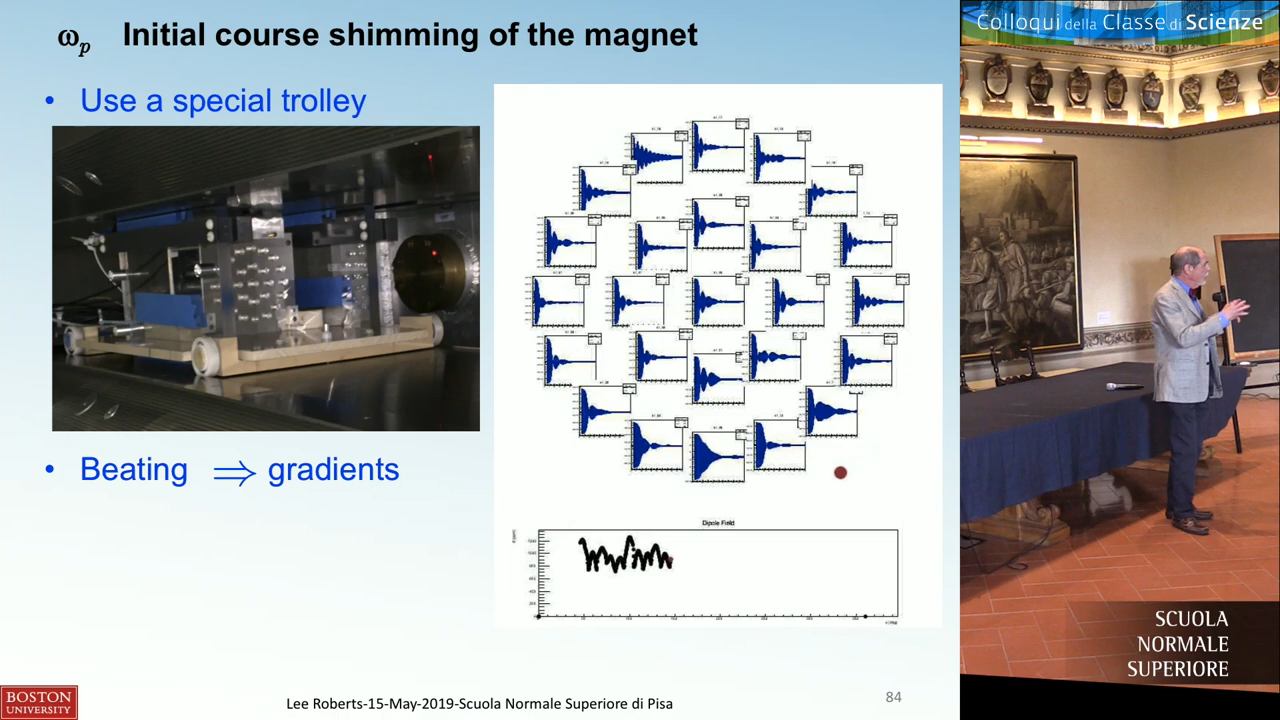 ωp Initial course shimming of the magnet
• Use a special trolley
• Beating ⟹ gradients
Dipole Field
BOSTON
UNIVERSITY
Lee Roberts-15-May-2019-Scuola Normale Superiore di Pisa
84
Colloqui della Classe di Scienze
SCUOLA
NORMALE
SUPERIORE